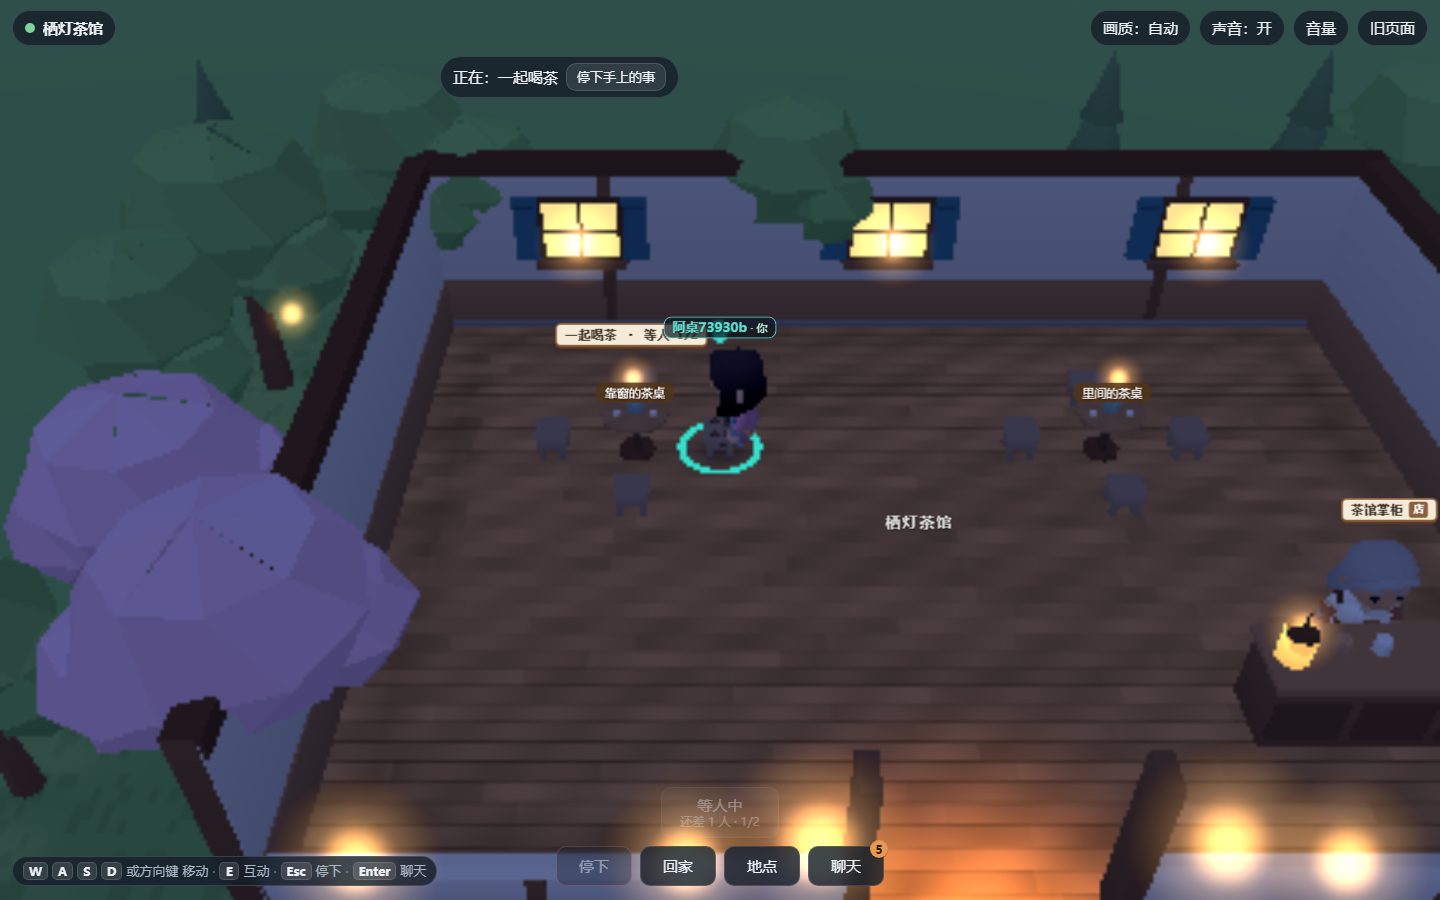 栖灯茶馆
画质：自动
声音：开
音量
旧页面
正在：一起喝茶
停下手上的事
一起喝茶 · 等人
阿桌73930b · 你
靠窗的茶桌
里间的茶桌
栖灯茶馆
茶馆掌柜 店
等人中
还差 1 人 · 1/2
W A S D 或方向键 移动 · E 互动 · Esc 停下 · Enter 聊天
停下
回家
地点
聊天
5